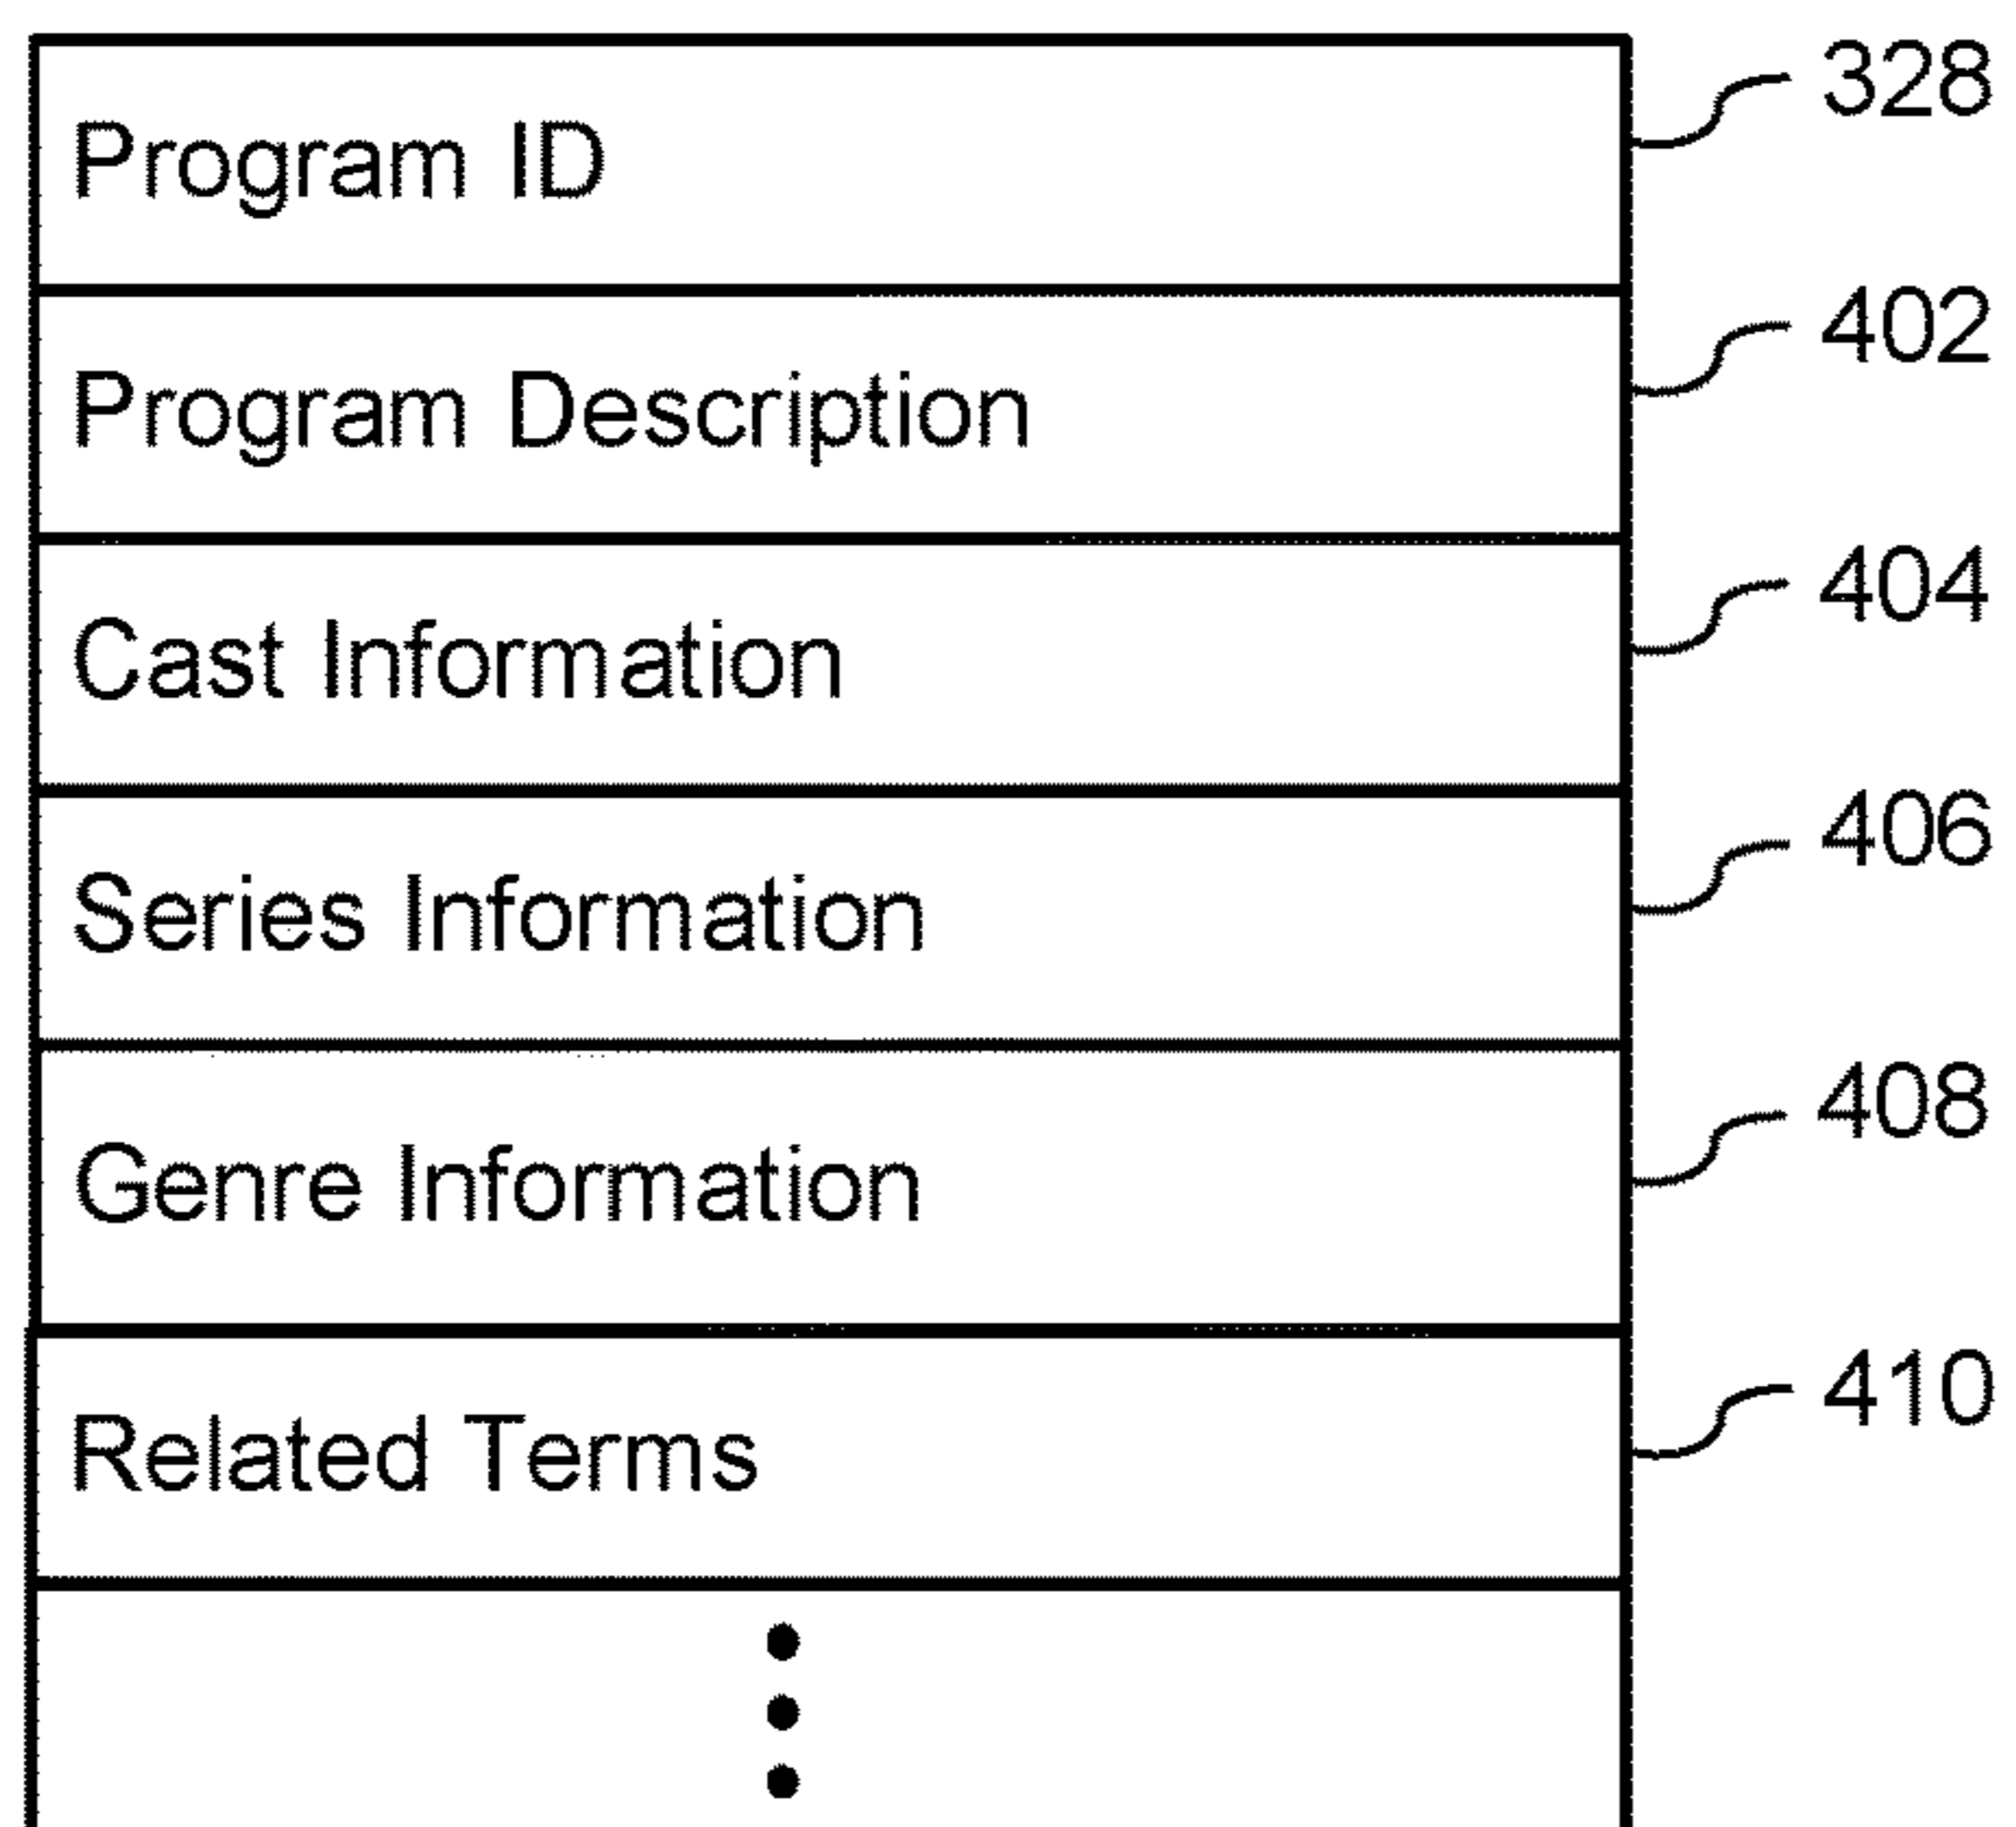 Program ID 328
Program Description 402
Cast Information 404
Series Information 406
Genre Information 408
Related Terms 410